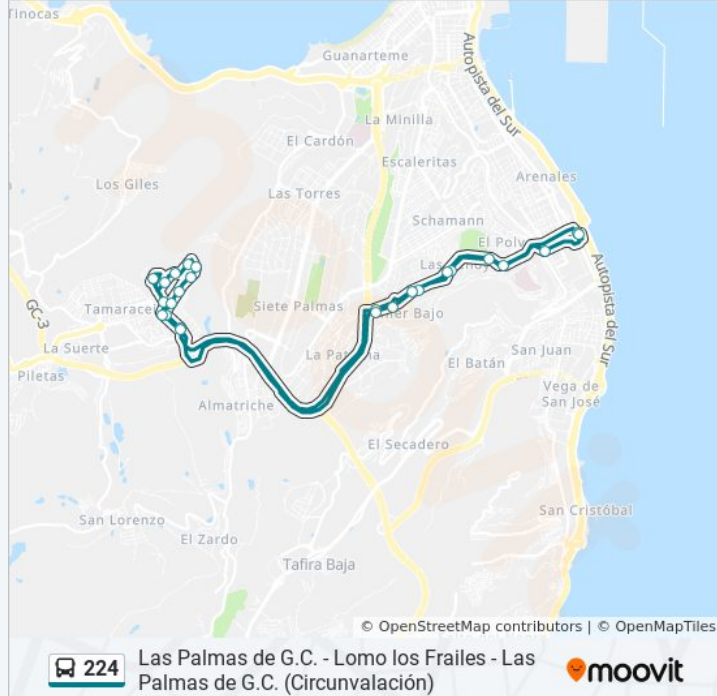 Tinocas
Guanarteme
Autopista del Sur
La Minilla
El Cardón
Escaleritas
Los Giles
Arenales
Las Torres
Schamann
El Polv
Las
Tamarace
Siete Palmas
GC-3
Autopista del Sur
Bajo
La Suerte
La Pat
San Juan
El Batán
Piletas
Vega de
San José
Almatriche
El Secadero
San Lorenzo
San Cristóbal
El Zardo
Tafira Baja
© OpenStreetMap contributors | © OpenMapTiles
224
Las Palmas de G.C. - Lomo los Frailes - Las
Palmas de G.C. (Circunvalación)
moovit